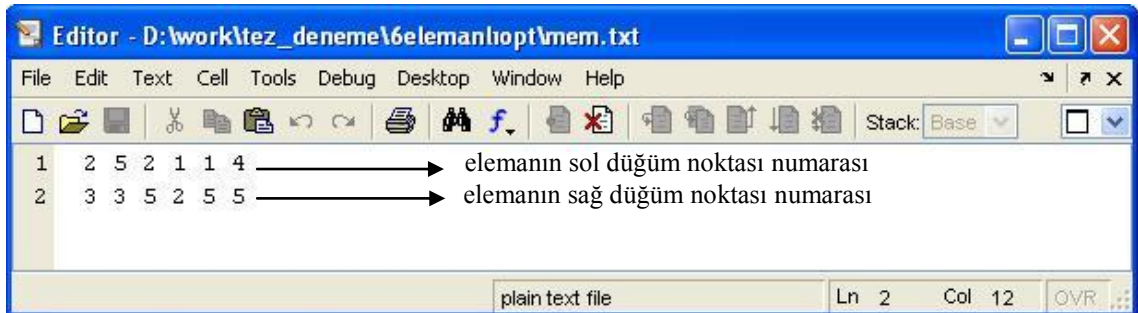 Editor - D:\work\tez_deneme\6elemanlıopt\mem.txt
File Edit Text Cell Tools Debug Desktop Window Help
Stack: Base
1 2 5 2 1 1 4 elemanın sol düğüm noktası numarası
2 3 3 5 2 5 5 elemanın sağ düğüm noktası numarası
plain text file Ln 2 Col 12 OVR